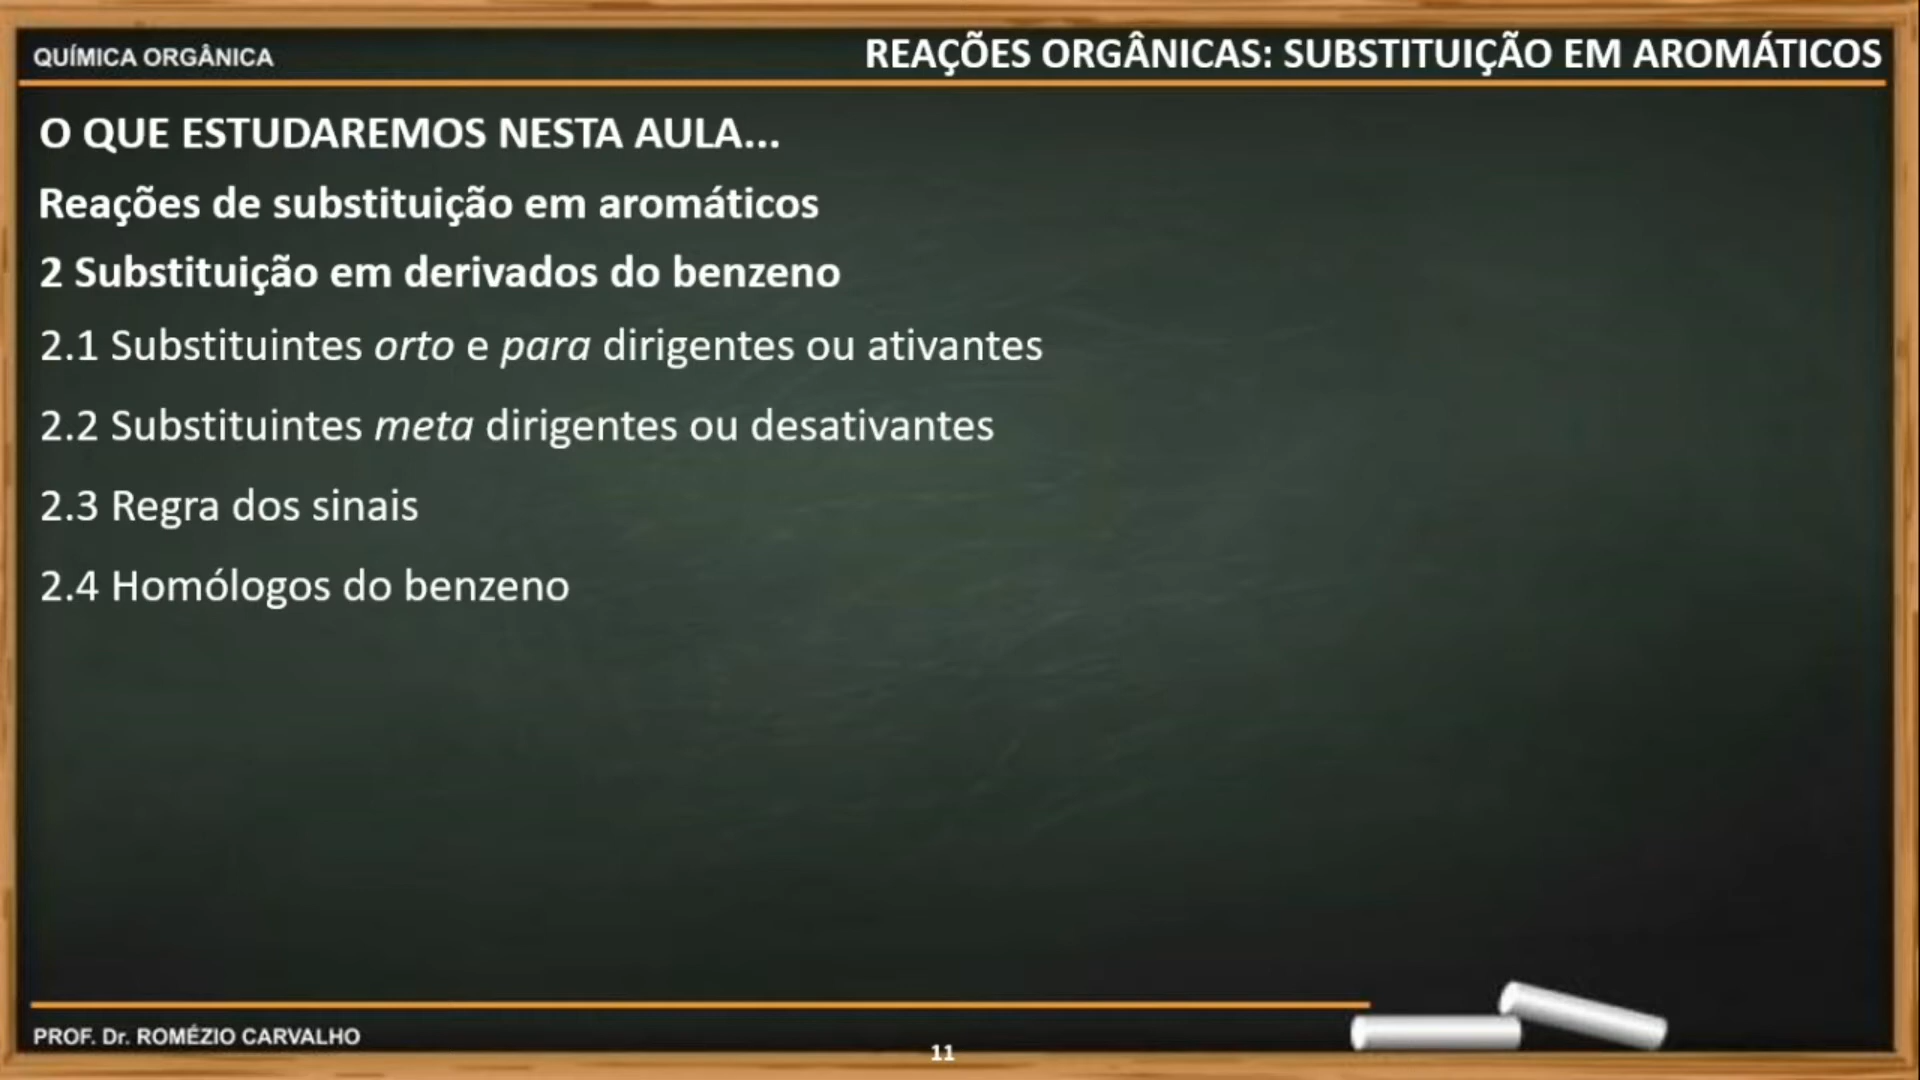 QUÍMICA ORGÂNICA
REAÇÕES ORGÂNICAS: SUBSTITUIÇÃO EM AROMÁTICOS
O QUE ESTUDAREMOS NESTA AULA...
Reações de substituição em aromáticos
2 Substituição em derivados do benzeno
2.1 Substituintes orto e para dirigentes ou ativantes
2.2 Substituintes meta dirigentes ou desativantes
2.3 Regra dos sinais
2.4 Homólogos do benzeno
PROF. Dr. ROMÉZIO CARVALHO
11